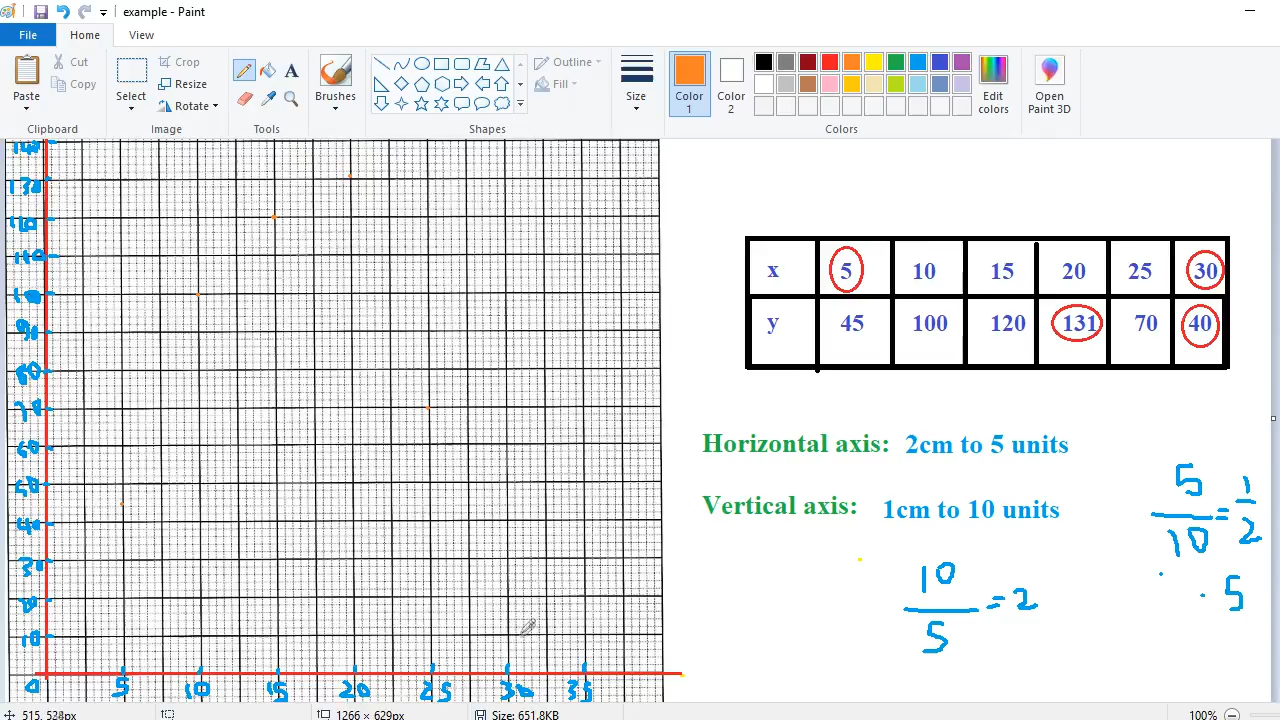 example - Paint
File Home View
Paste Cut Copy Clipboard
Select Crop Resize Rotate Image
Tools
Brushes
Outline Fill Shapes
Size
Color 1 Color 2 Edit colors Colors
Open Paint 3D
140
130
120
110
100
90
80
70
60
50
40
30
20
10
0 5 10 15 20 25 30 35
x 5 10 15 20 25 30
y 45 100 120 131 70 40
Horizontal axis: 2cm to 5 units
Vertical axis: 1cm to 10 units
10/5 = 2
5/10 = 1/2
. 5
515, 528px
1266 × 629px
Size: 651.8KB
100%